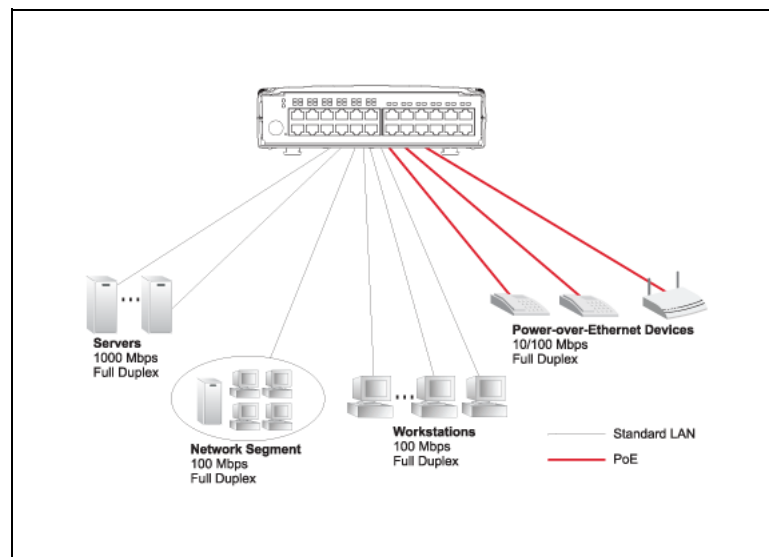 Servers
1000 Mbps
Full Duplex
Network Segment
100 Mbps
Full Duplex
Workstations
100 Mbps
Full Duplex
Power-over-Ethernet Devices
10/100 Mbps
Full Duplex
Standard LAN
PoE